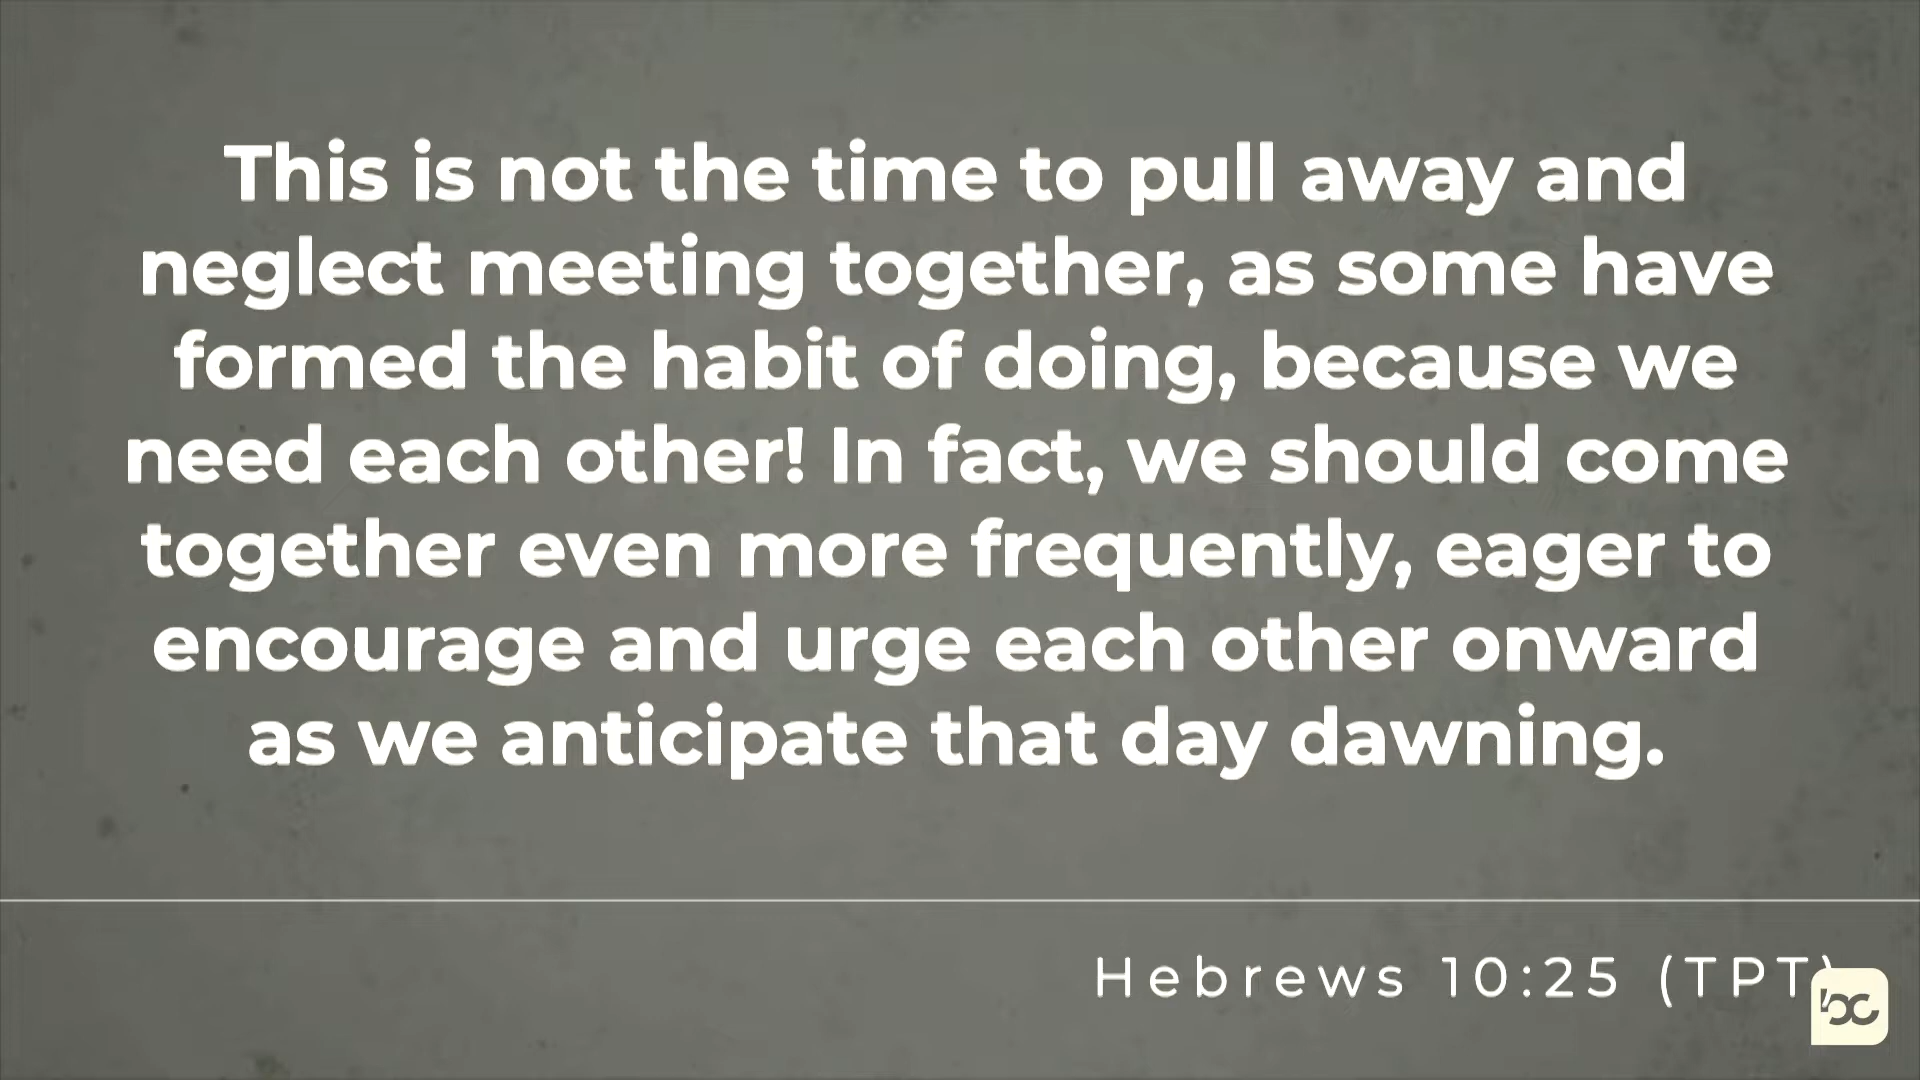 This is not the time to pull away and
neglect meeting together, as some have
formed the habit of doing, because we
need each other! In fact, we should come
together even more frequently, eager to
encourage and urge each other onward
as we anticipate that day dawning.
Hebrews 10:25 (TPT)